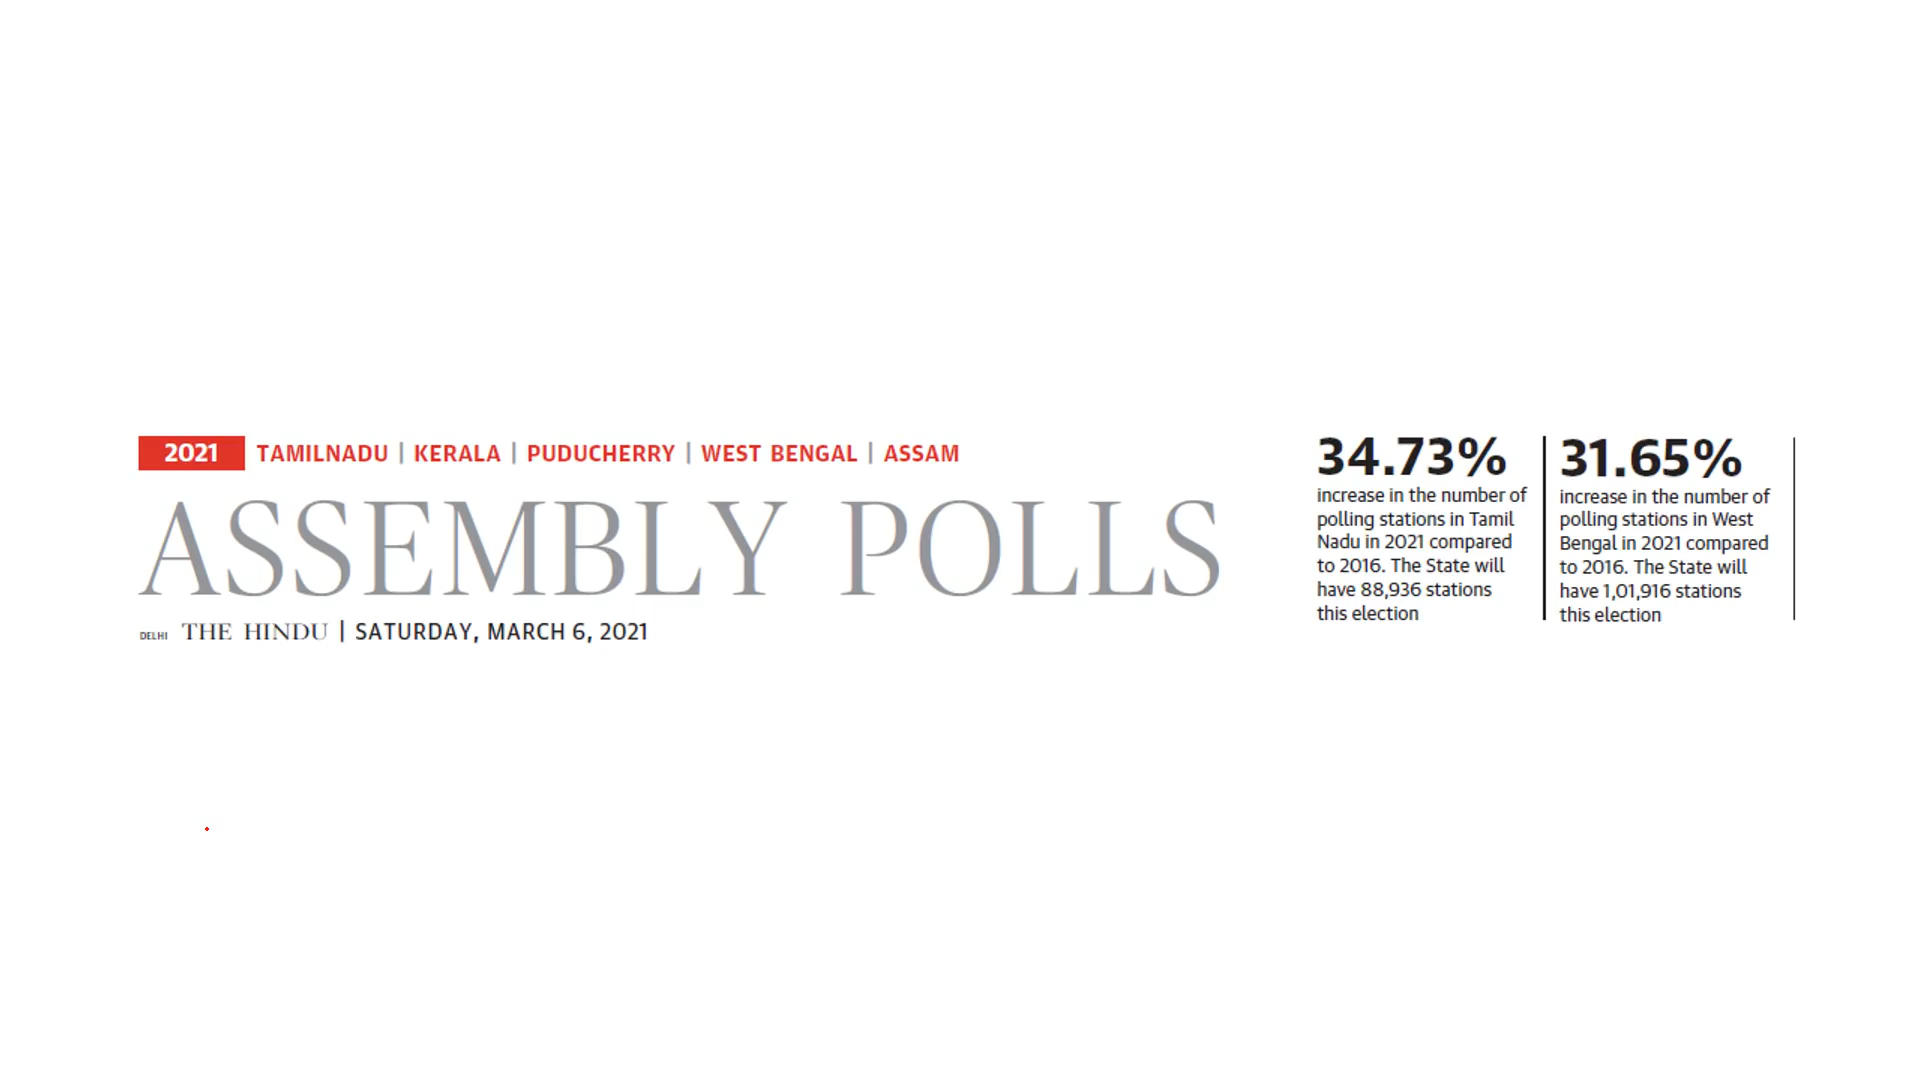 2021 TAMILNADU | KERALA | PUDUCHERRY | WEST BENGAL | ASSAM
ASSEMBLY POLLS
DELHI THE HINDU | SATURDAY, MARCH 6, 2021
34.73%
increase in the number of
polling stations in Tamil
Nadu in 2021 compared
to 2016. The State will
have 88,936 stations
this election
31.65%
increase in the number of
polling stations in West
Bengal in 2021 compared
to 2016. The State will
have 1,01,916 stations
this election